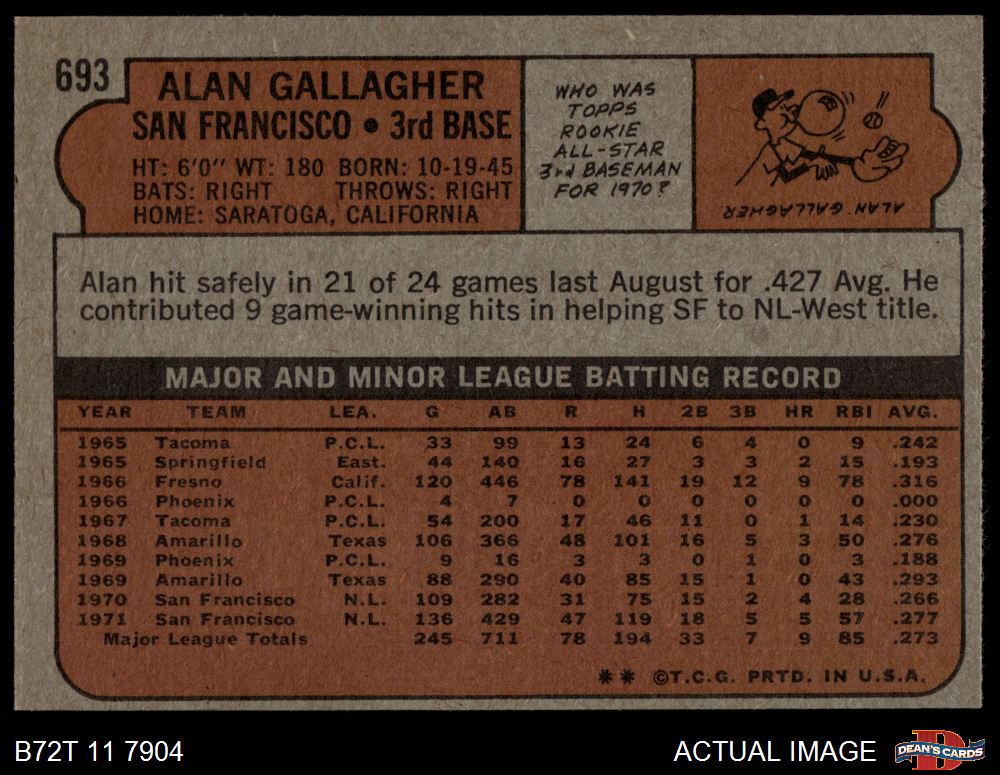 693
ALAN GALLAGHER
SAN FRANCISCO • 3rd BASE
HT: 6'0" WT: 180 BORN: 10-19-45
BATS: RIGHT THROWS: RIGHT
HOME: SARATOGA, CALIFORNIA
WHO WAS
TOPPS
ROOKIE
ALL-STAR
3rd BASEMAN
FOR 1970?
ALAN GALLAGHER
Alan hit safely in 21 of 24 games last August for .427 Avg. He
contributed 9 game-winning hits in helping SF to NL-West title.
MAJOR AND MINOR LEAGUE BATTING RECORD
YEAR TEAM LEA. G AB R H 2B 3B HR RBI AVG.
1965 Tacoma P.C.L. 33 99 13 24 6 4 0 9 .242
1965 Springfield East. 44 140 16 27 3 3 2 15 .193
1966 Fresno Calif. 120 446 78 141 19 12 9 78 .316
1966 Phoenix P.C.L. 4 7 0 0 0 0 0 0 .000
1967 Tacoma P.C.L. 54 200 17 46 11 0 1 14 .230
1968 Amarillo Texas 106 366 48 101 16 5 3 50 .276
1969 Phoenix P.C.L. 9 16 3 3 0 1 0 3 .188
1969 Amarillo Texas 88 290 40 85 15 1 0 43 .293
1970 San Francisco N.L. 109 282 31 75 15 2 4 28 .266
1971 San Francisco N.L. 136 429 47 119 18 5 5 57 .277
Major League Totals 245 711 78 194 33 7 9 85 .273
** ©T.C.G. PRTD. IN U.S.A.
B72T 11 7904
ACTUAL IMAGE
DEAN'S CARDS